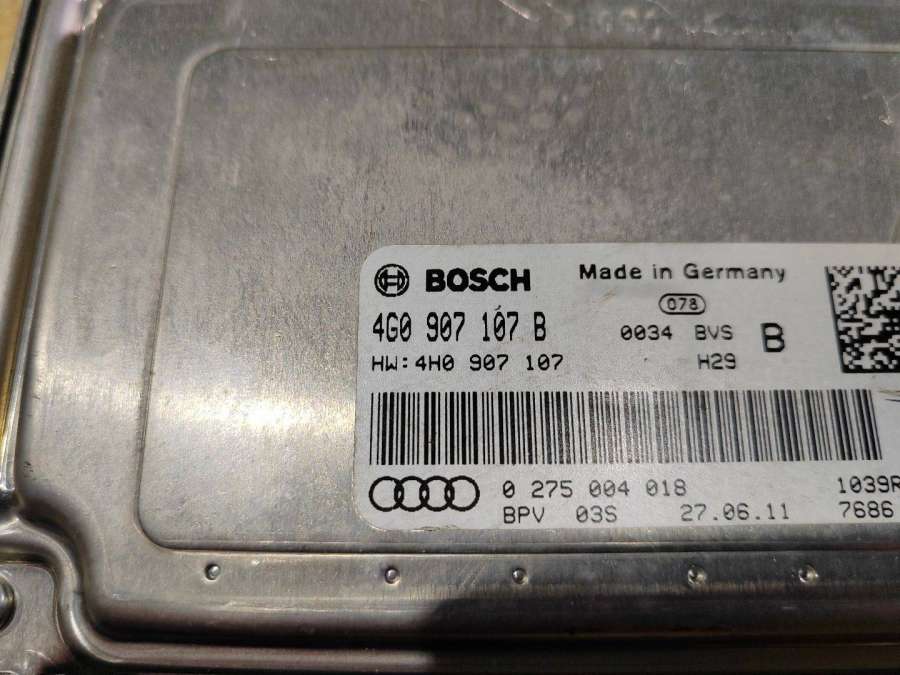 BOSCH Made in Germany
078
4G0 907 107 B 0034 BVS B
HW:4H0 907 107 H29
0 275 004 018 1039R
BPV 03S 27.06.11 7686